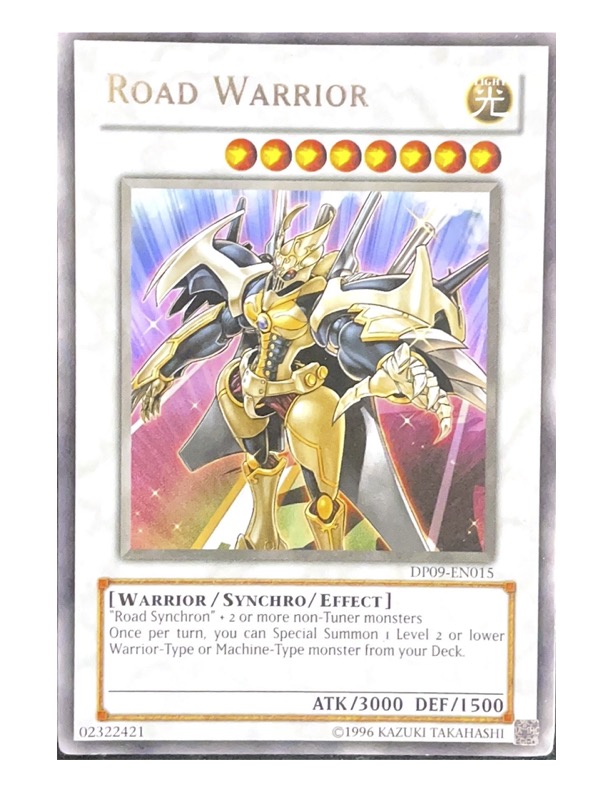 ROAD WARRIOR
LIGHT
光
DP09-EN015
[WARRIOR/SYNCHRO/EFFECT]
"Road Synchron" + 2 or more non-Tuner monsters
Once per turn, you can Special Summon 1 Level 2 or lower
Warrior-Type or Machine-Type monster from your Deck.
ATK/3000 DEF/1500
02322421
©1996 KAZUKI TAKAHASHI